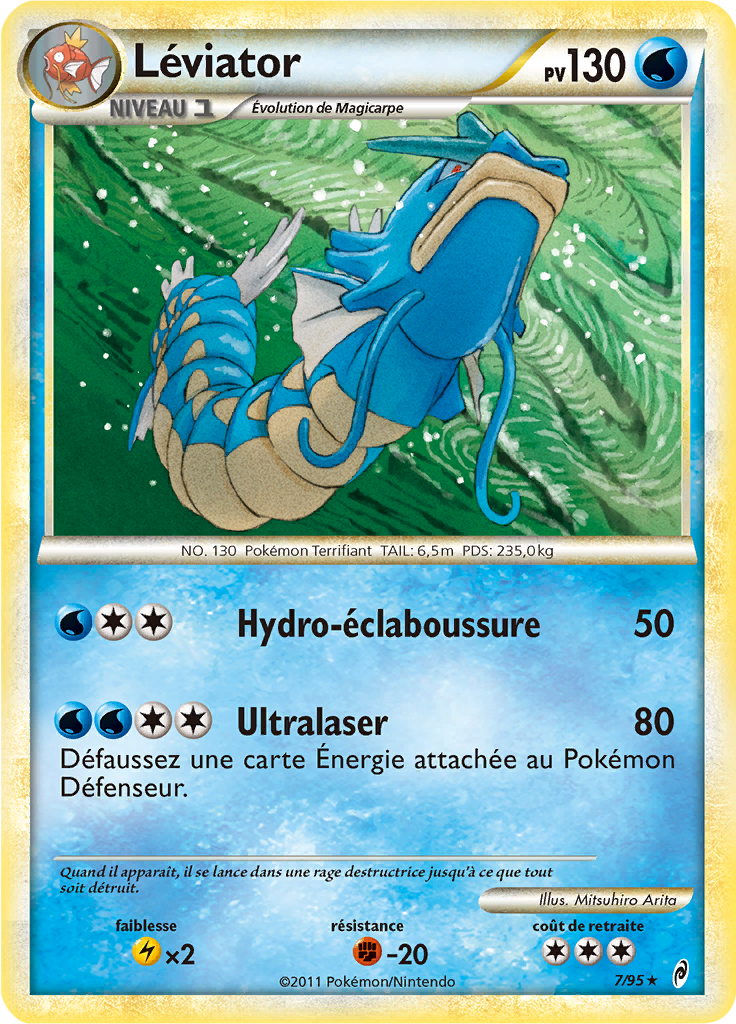 Léviator
PV 130
NIVEAU 1
Évolution de Magicarpe
NO. 130 Pokémon Terrifiant TAIL: 6,5 m PDS: 235,0 kg
Hydro-éclaboussure 50
Ultralaser 80
Défaussez une carte Énergie attachée au Pokémon
Défenseur.
Quand il apparaît, il se lance dans une rage destructrice jusqu'à ce que tout
soit détruit.
Illus. Mitsuhiro Arita
faiblesse résistance coût de retraite
×2 -20
©2011 Pokémon/Nintendo
7/95 ★